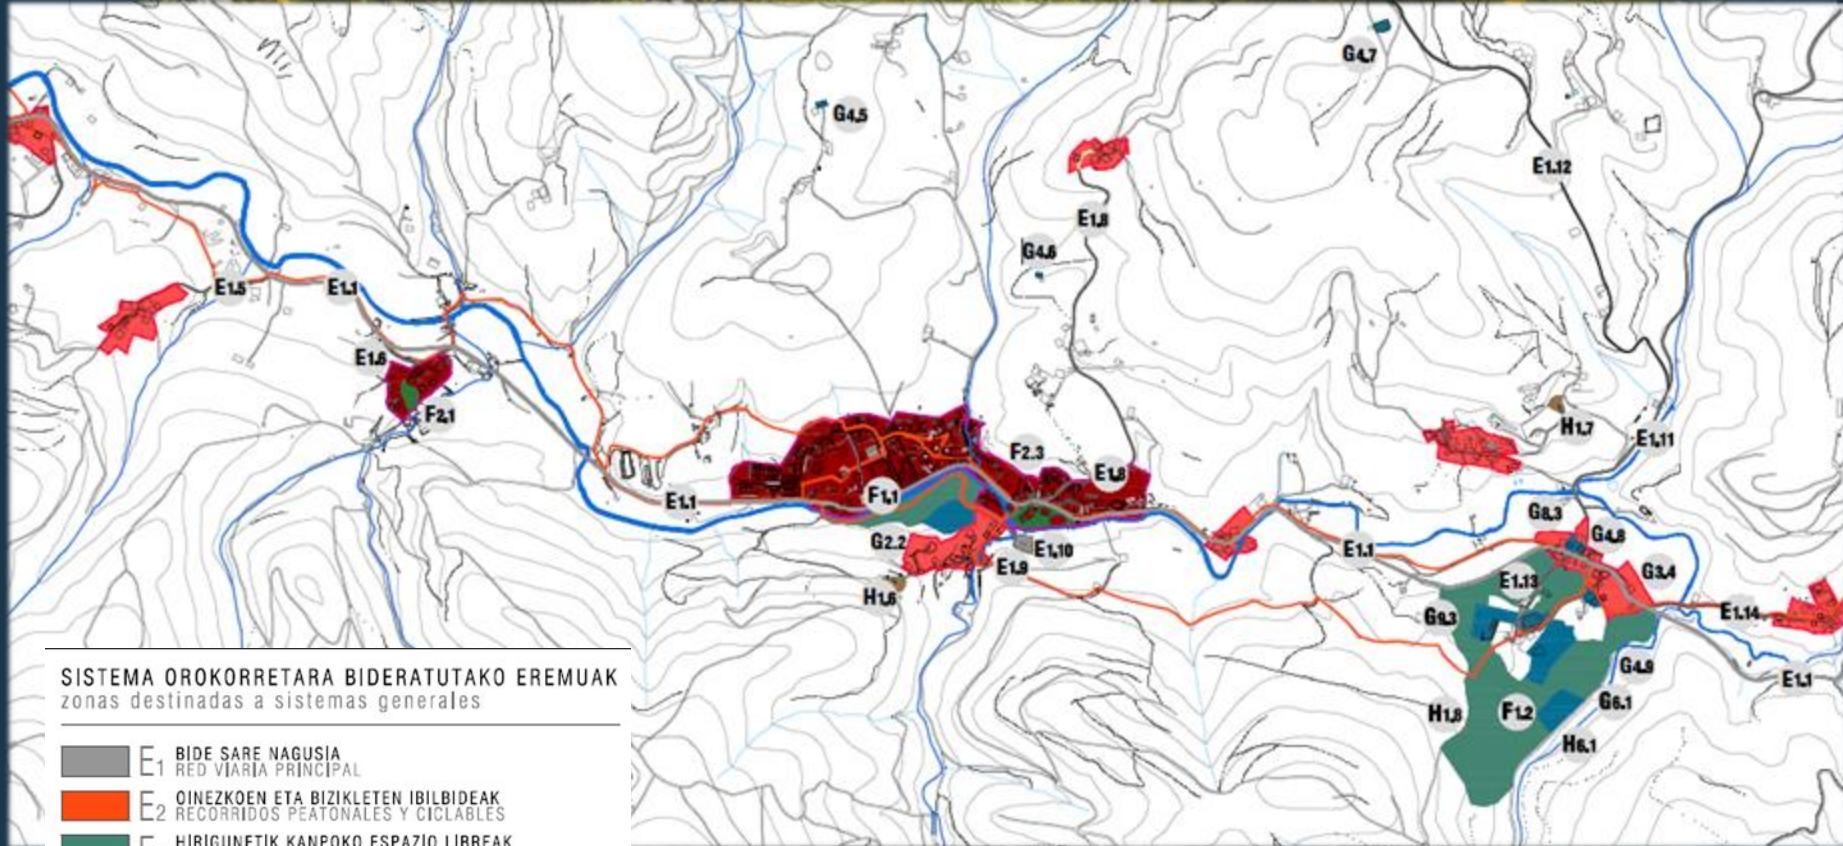 G4.7
G4.5
E1.12
E1.8
G4.6
E1.5
E1.1
E1.6
F2.1
H1.7
E1.11
F2.3
E1.8
F1.1
E1.1
G8.3
G4.8
G2.2
E1.10
E1.1
E1.9
E1.13
G3.4
H1.6
G9.3
E1.14
G4.9
E1.1
H1.8
F1.2
G6.1
H6.1
SISTEMA OROKORRETARA BIDERATUTAKO EREMUAK
zonas destinadas a sistemas generales
E1 BIDE SARE NAGUSIA
RED VIARIA PRINCIPAL
E2 OINEZKOEN ETA BIZIKLETEN IBILBIDEAK
RECORRIDOS PEATONALES Y CICLABLES
HIRIGUNETIK KANPOKO ESPAZIO LIBREAK